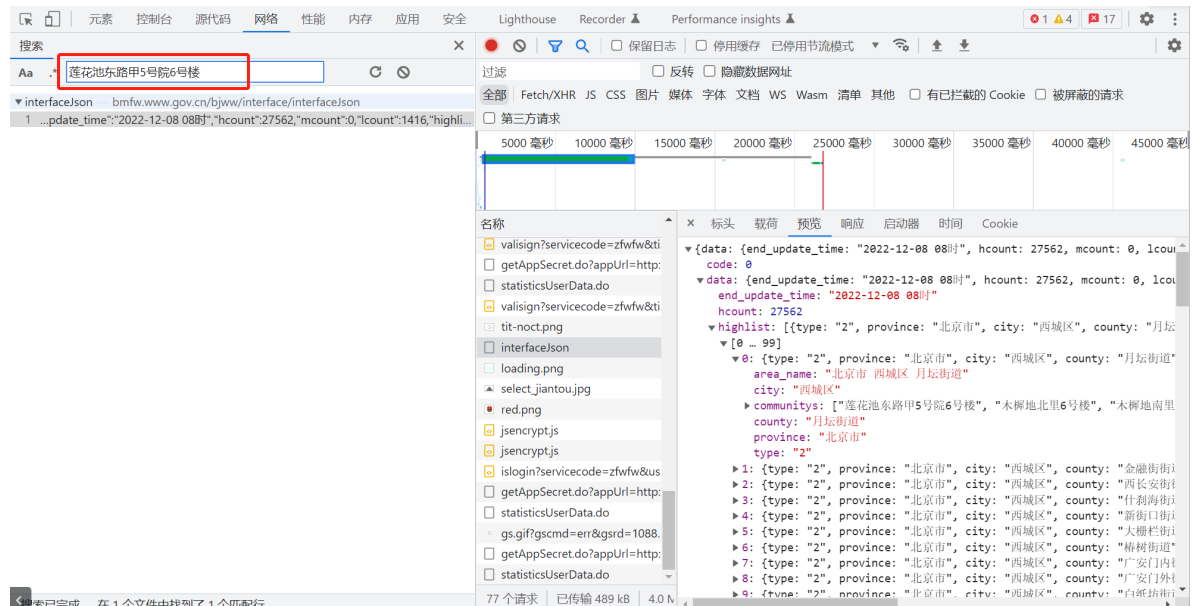 元素 控制台 源代码 网络 性能 内存 应用 安全 Lighthouse Recorder Performance insights 1 4 17
搜索
Aa .* 莲花池东路甲5号院6号楼
interfaceJson — bmfw.www.gov.cn/bjww/interface/interfaceJson
1 ...pdate_time":"2022-12-08 08时","hcount":27562,"mcount":0,"lcount":1416,"highli...
搜索已完成。 在 1 个文件中找到了 1 个匹配行。
保留日志 停用缓存 已停用节流模式
过滤 反转 隐藏数据网址
全部 Fetch/XHR JS CSS 图片 媒体 字体 文档 WS Wasm 清单 其他 有已拦截的 Cookie 被屏蔽的请求
第三方请求
5000 毫秒 10000 毫秒 15000 毫秒 20000 毫秒 25000 毫秒 30000 毫秒 35000 毫秒 40000 毫秒 45000 毫秒
名称
valisign?servicecode=zfwfw&ti
getAppSecret.do?appUrl=http:
statisticsUserData.do
valisign?servicecode=zfwfw&ti
tit-noct.png
interfaceJson
loading.png
select_jiantou.jpg
red.png
jsencrypt.js
jsencrypt.js
islogin?servicecode=zfwfw&us
getAppSecret.do?appUrl=http:
statisticsUserData.do
gs.gif?gscmd=err&gsrd=1088.
getAppSecret.do?appUrl=http:
statisticsUserData.do
77 个请求 已传输 489 kB 4.0 M
× 标头 载荷 预览 响应 启动器 时间 Cookie
{data: {end_update_time: "2022-12-08 08时", hcount: 27562, mcount: 0, lcour
code: 0
data: {end_update_time: "2022-12-08 08时", hcount: 27562, mcount: 0, lcou
end_update_time: "2022-12-08 08时"
hcount: 27562
highlist: [{type: "2", province: "北京市", city: "西城区", county: "月坛
[0 … 99]
0: {type: "2", province: "北京市", city: "西城区", county: "月坛街道"
area_name: "北京市 西城区 月坛街道"
city: "西城区"
communitys: ["莲花池东路甲5号院6号楼", "木樨地北里6号楼", "木樨地南里
county: "月坛街道"
province: "北京市"
type: "2"
1: {type: "2", province: "北京市", city: "西城区", county: "金融街街
2: {type: "2", province: "北京市", city: "西城区", county: "西长安街
3: {type: "2", province: "北京市", city: "西城区", county: "什刹海街
4: {type: "2", province: "北京市", city: "西城区", county: "新街口街
5: {type: "2", province: "北京市", city: "西城区", county: "大栅栏街
6: {type: "2", province: "北京市", city: "西城区", county: "椿树街道"
7: {type: "2", province: "北京市", city: "西城区", county: "广安门内
8: {type: "2", province: "北京市", city: "西城区", county: "广安门外
9: {type: "2", province: "北京市", city: "西城区", county: "白纸坊街